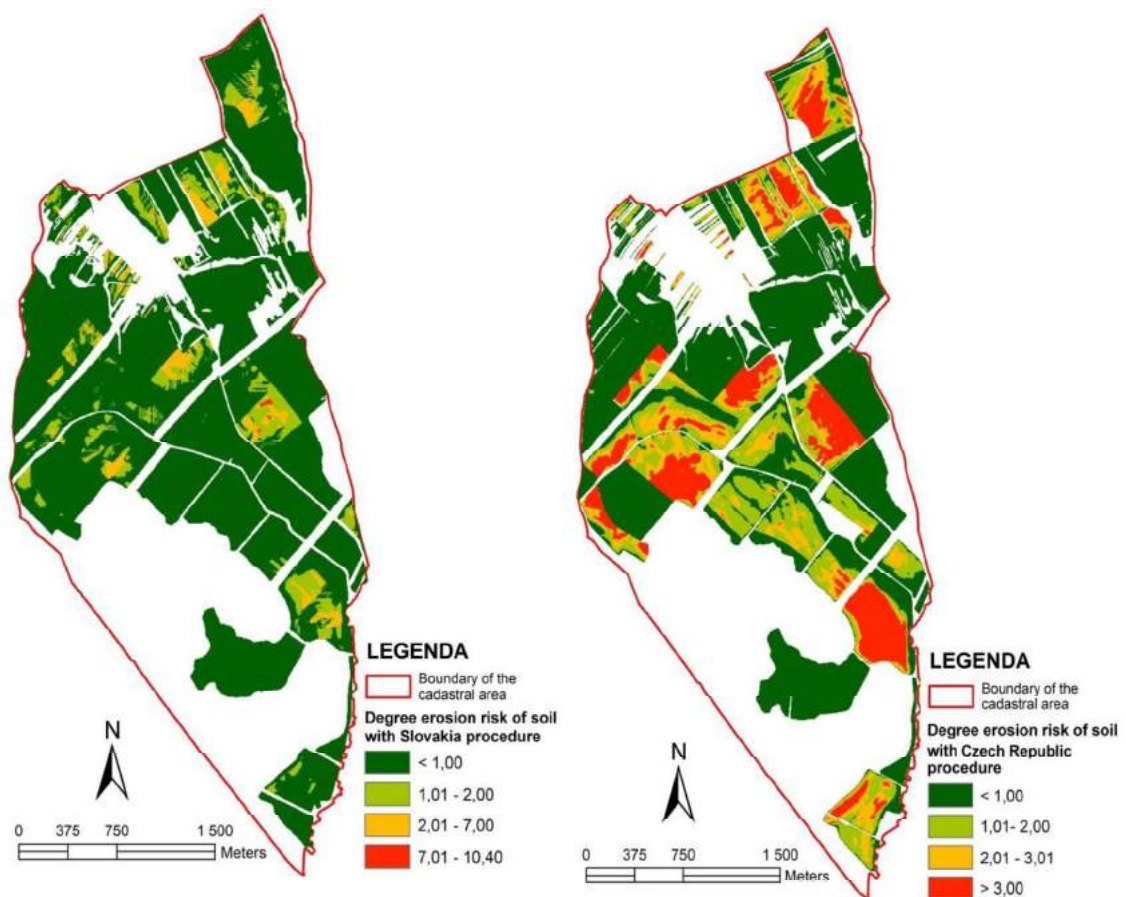 LEGENDA
Boundary of the
cadastral area
Degree erosion risk of soil
with Slovakia procedure
< 1,00
1,01 - 2,00
2,01 - 7,00
7,01 - 10,40
N
0 375 750 1 500
Meters
LEGENDA
Boundary of the
cadastral area
Degree erosion risk of soil
with Czech Republic
procedure
< 1,00
1,01- 2,00
2,01 - 3,01
> 3,00
N
0 375 750 1 500
Meters